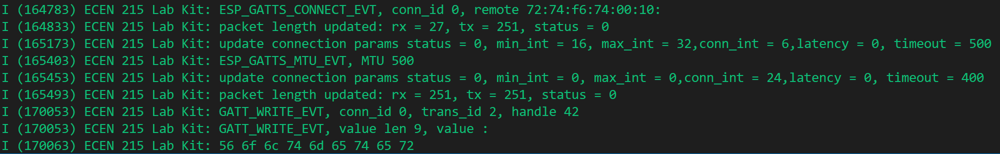 I (164783) ECEN 215 Lab Kit: ESP_GATTS_CONNECT_EVT, conn_id 0, remote 72:74:f6:74:00:10:
I (164833) ECEN 215 Lab Kit: packet length updated: rx = 27, tx = 251, status = 0
I (165173) ECEN 215 Lab Kit: update connection params status = 0, min_int = 16, max_int = 32,conn_int = 6,latency = 0, timeout = 500
I (165403) ECEN 215 Lab Kit: ESP_GATTS_MTU_EVT, MTU 500
I (165453) ECEN 215 Lab Kit: update connection params status = 0, min_int = 0, max_int = 0,conn_int = 24,latency = 0, timeout = 400
I (165493) ECEN 215 Lab Kit: packet length updated: rx = 251, tx = 251, status = 0
I (170053) ECEN 215 Lab Kit: GATT_WRITE_EVT, conn_id 0, trans_id 2, handle 42
I (170053) ECEN 215 Lab Kit: GATT_WRITE_EVT, value len 9, value :
I (170063) ECEN 215 Lab Kit: 56 6f 6c 74 6d 65 74 65 72